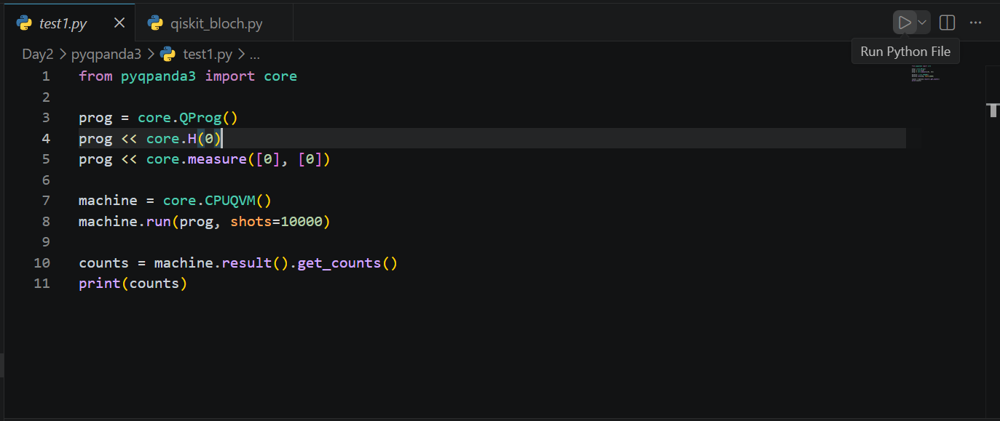 test1.py
qiskit_bloch.py
Run Python File
Day2 > pyqpanda3 > test1.py > ...
1 from pyqpanda3 import core
2
3 prog = core.QProg()
4 prog << core.H(0)
5 prog << core.measure([0], [0])
6
7 machine = core.CPUQVM()
8 machine.run(prog, shots=10000)
9
10 counts = machine.result().get_counts()
11 print(counts)